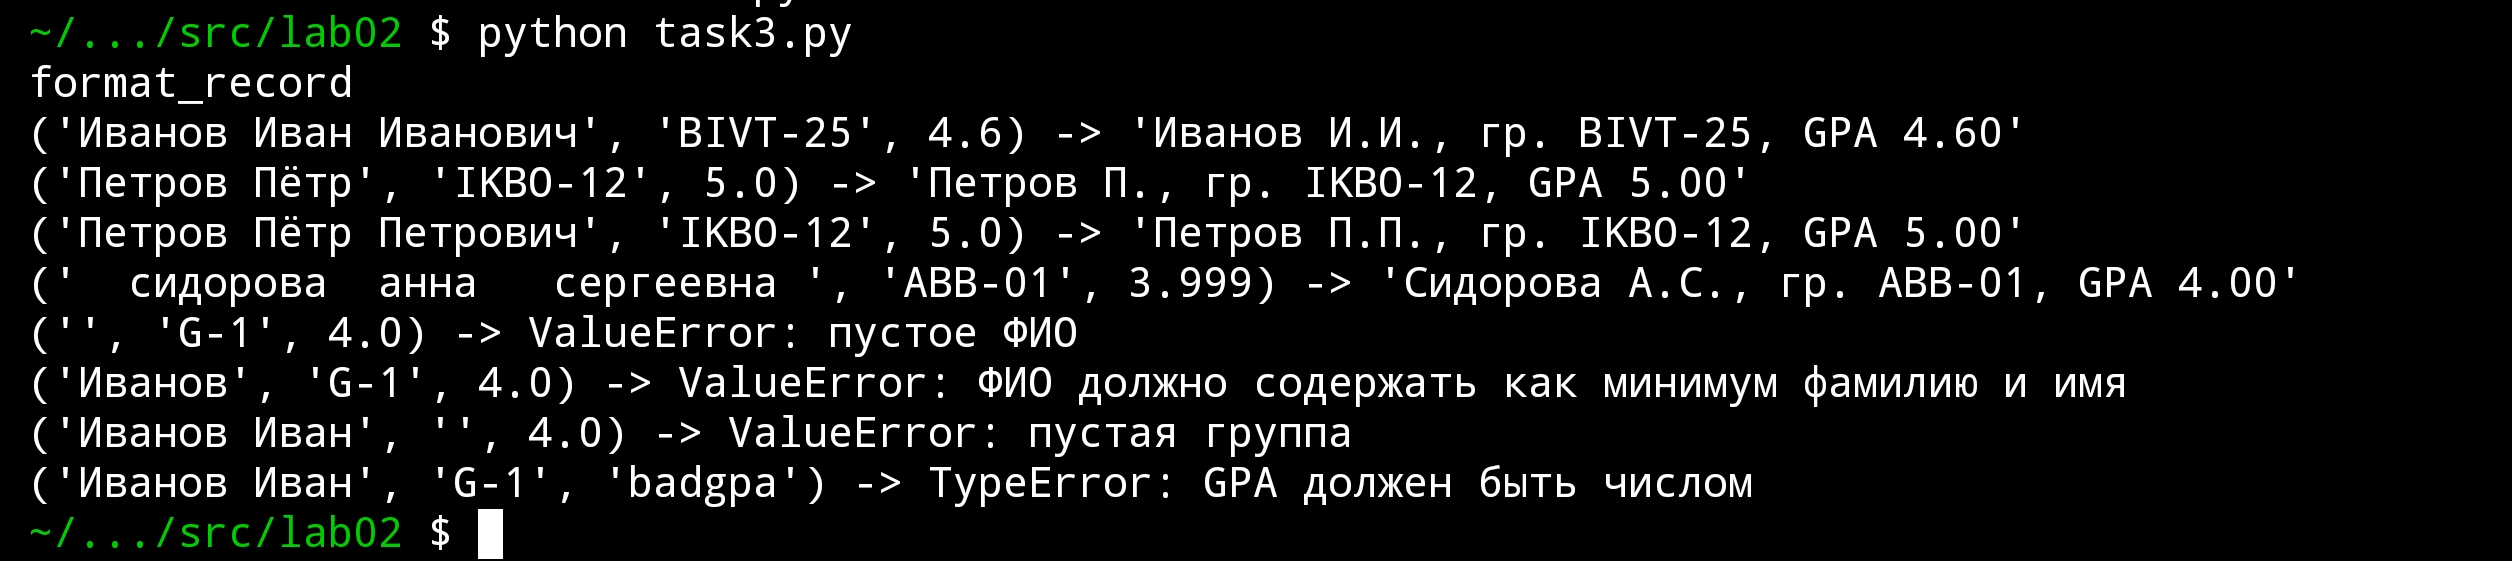 ~/.../src/lab02 $ python task3.py
format_record
('Иванов Иван Иванович', 'BIVT-25', 4.6) -> 'Иванов И.И., гр. BIVT-25, GPA 4.60'
('Петров Пётр', 'IKBO-12', 5.0) -> 'Петров П., гр. IKBO-12, GPA 5.00'
('Петров Пётр Петрович', 'IKBO-12', 5.0) -> 'Петров П.П., гр. IKBO-12, GPA 5.00'
('  сидорова  анна   сергеевна ', 'ABB-01', 3.999) -> 'Сидорова А.С., гр. ABB-01, GPA 4.00'
('', 'G-1', 4.0) -> ValueError: пустое ФИО
('Иванов', 'G-1', 4.0) -> ValueError: ФИО должно содержать как минимум фамилию и имя
('Иванов Иван', '', 4.0) -> ValueError: пустая группа
('Иванов Иван', 'G-1', 'badgpa') -> TypeError: GPA должен быть числом
~/.../src/lab02 $